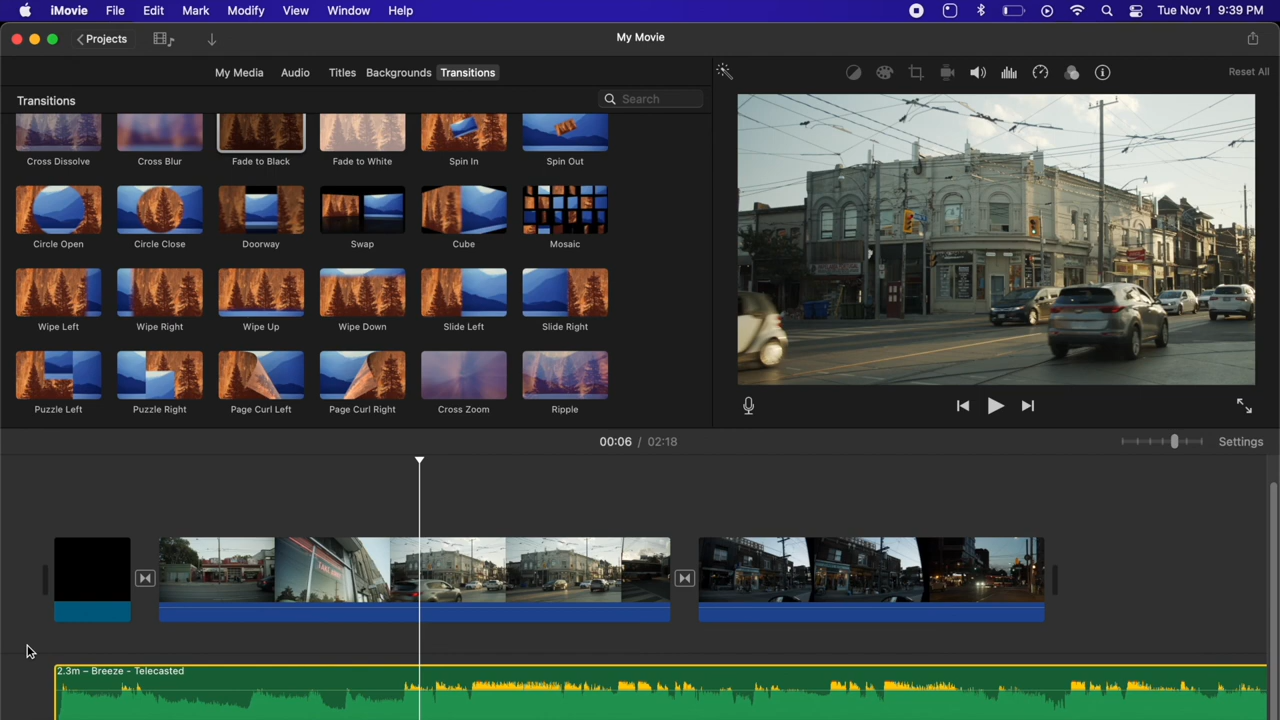 iMovie File Edit Mark Modify View Window Help
Tue Nov 1 9:39 PM
Projects
My Movie
My Media Audio Titles Backgrounds Transitions
Reset All
Transitions
Search
Cross Dissolve Cross Blur Fade to Black Fade to White Spin In Spin Out
Circle Open Circle Close Doorway Swap Cube Mosaic
Wipe Left Wipe Right Wipe Up Wipe Down Slide Left Slide Right
Puzzle Left Puzzle Right Page Curl Left Page Curl Right Cross Zoom Ripple
00:06 / 02:18
Settings
2.3m – Breeze - Telecasted